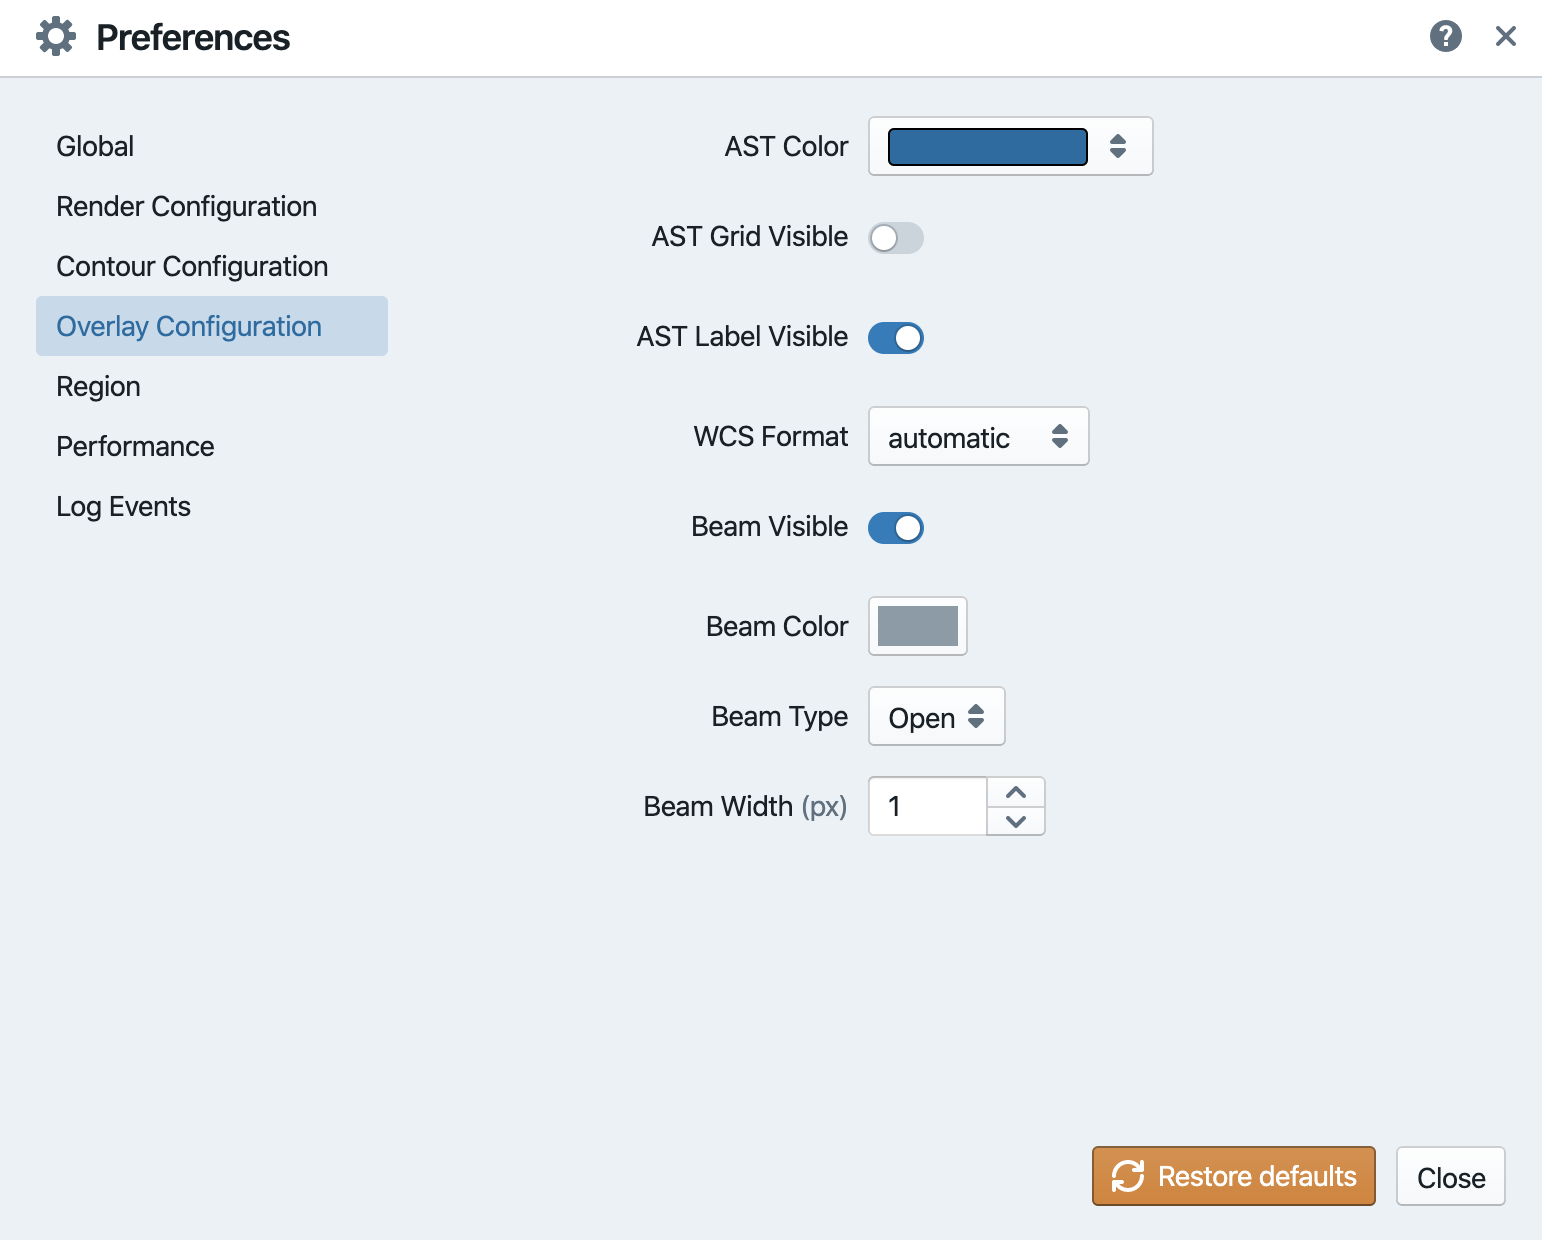 Preferences
Global
Render Configuration
Contour Configuration
Overlay Configuration
Region
Performance
Log Events
AST Color
AST Grid Visible
AST Label Visible
WCS Format automatic
Beam Visible
Beam Color
Beam Type Open
Beam Width (px) 1
Restore defaults Close